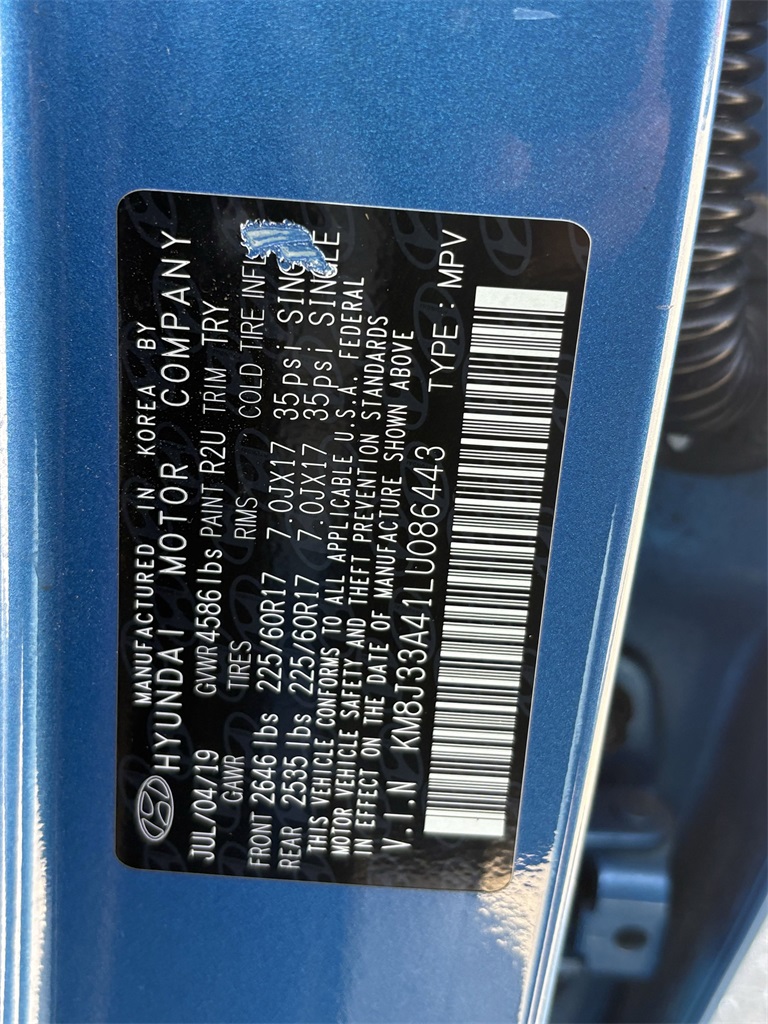 MANUFACTURED IN KOREA BY
HYUNDAI MOTOR COMPANY
JUL/04/19 GVWR 4586 lbs PAINT R2U TRIM TRY
GAWR TIRES RIMS COLD TIRE INFL
FRONT 2646 lbs 225/60R17 7.0JX17 35psi SING
REAR 2535 lbs 225/60R17 7.0JX17 35psi SINGLE
THIS VEHICLE CONFORMS TO ALL APPLICABLE U.S.A. FEDERAL
MOTOR VEHICLE SAFETY AND THEFT PREVENTION STANDARDS
IN EFFECT ON THE DATE OF MANUFACTURE SHOWN ABOVE
V.I.N KM8J33A41LU086443 TYPE : MPV